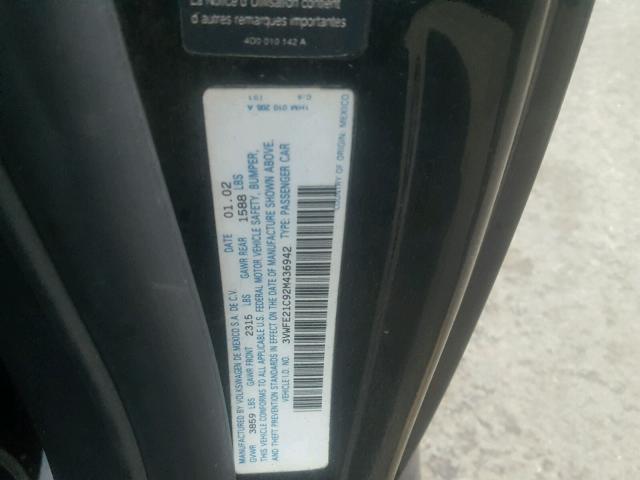 La Notice d'Utilisation content
d'autres remarques importantes
4D0 010 142 A
MANUFACTURED BY VOLKSWAGEN DE MEXICO S.A. DE C.V. DATE 01.02
GVWR 3859 LBS GAWR FRONT 2315 LBS GAWR REAR 1588 LBS
THIS VEHICLE CONFORMS TO ALL APPLICABLE U.S. FEDERAL MOTOR VEHICLE SAFETY, BUMPER,
AND THEFT PREVENTION STANDARDS IN EFFECT ON THE DATE OF MANUFACTURE SHOWN ABOVE.
VEHICLE I.D. NO. 3VWFE21C92M436942 TYPE: PASSENGER CAR
COUNTRY OF ORIGIN: MEXICO
1HM 010 205 A